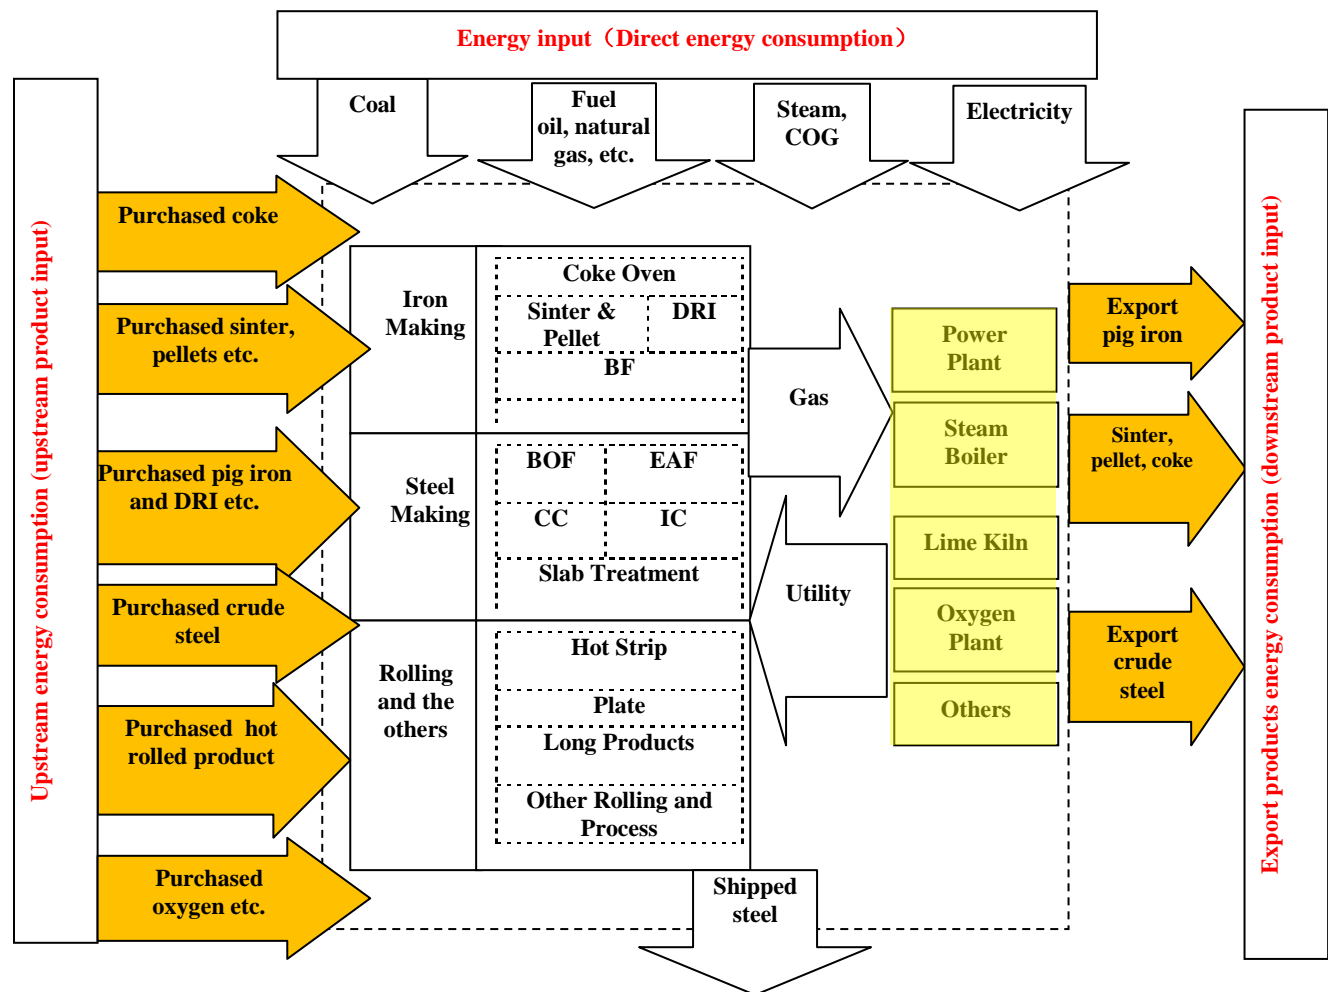 Energy input（Direct energy consumption）
Coal
Fuel
oil, natural
gas, etc.
Steam,
COG
Electricity
Upstream energy consumption (upstream product input)
Purchased coke
Purchased sinter,
pellets etc.
Purchased pig iron
and DRI etc.
Purchased crude
steel
Purchased hot
rolled product
Purchased
oxygen etc.
Iron
Making
Coke Oven
Sinter &
Pellet
DRI
BF
Steel
Making
BOF
EAF
CC
IC
Slab Treatment
Rolling
and the
others
Hot Strip
Plate
Long Products
Other Rolling and
Process
Gas
Utility
Power
Plant
Steam
Boiler
Lime Kiln
Oxygen
Plant
Others
Shipped
steel
Export
pig iron
Sinter,
pellet, coke
Export
crude
steel
Export products energy consumption (downstream product input)